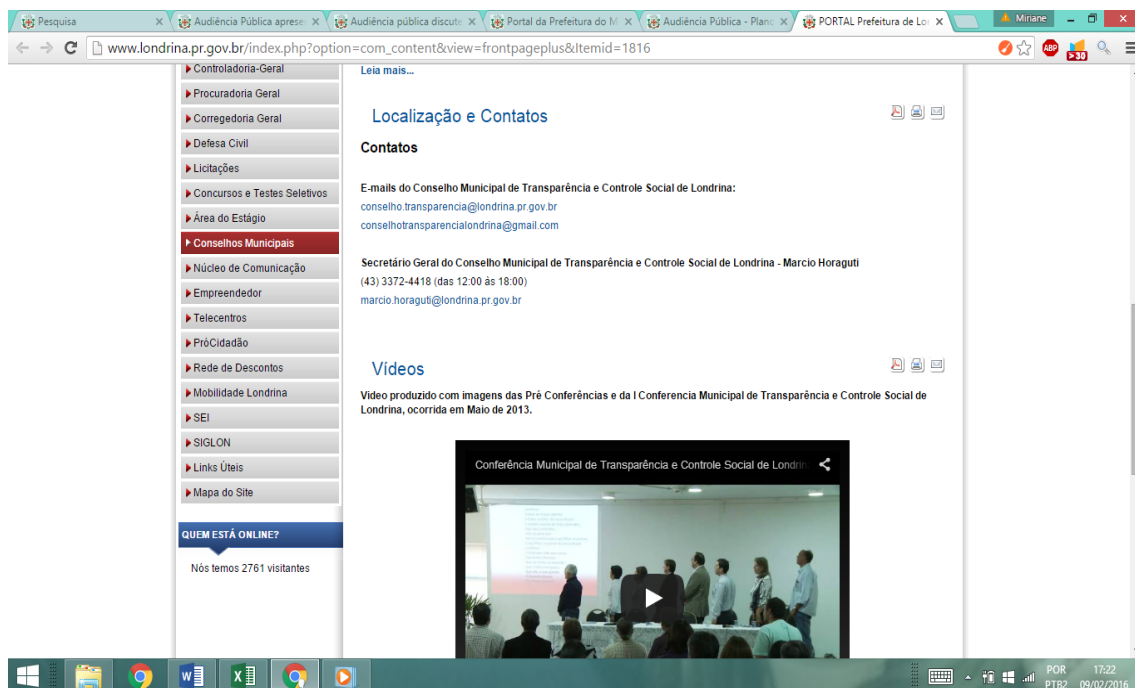 Pesquisa
Audiência Pública aprese
Audiência pública discute
Portal da Prefeitura do M
Audiência Pública - Plano
PORTAL Prefeitura de Lon
Miriane
www.londrina.pr.gov.br/index.php?option=com_content&view=frontpageplus&Itemid=1816
ABP
>30
Controladoria-Geral
Procuradoria Geral
Corregedoria Geral
Defesa Civil
Licitações
Concursos e Testes Seletivos
Área do Estágio
Conselhos Municipais
Núcleo de Comunicação
Empreendedor
Telecentros
PróCidadão
Rede de Descontos
Mobilidade Londrina
SEI
SIGLON
Links Úteis
Mapa do Site
QUEM ESTÁ ONLINE?
Nós temos 2761 visitantes
Leia mais...
Localização e Contatos
Contatos
E-mails do Conselho Municipal de Transparência e Controle Social de Londrina:
conselho.transparencia@londrina.pr.gov.br
conselhotransparencialondrina@gmail.com
Secretário Geral do Conselho Municipal de Transparência e Controle Social de Londrina - Marcio Horaguti
(43) 3372-4418 (das 12:00 às 18:00)
marcio.horaguti@londrina.pr.gov.br
Vídeos
Vídeo produzido com imagens das Pré Conferências e da I Conferencia Municipal de Transparência e Controle Social de
Londrina, ocorrida em Maio de 2013.
Conferência Municipal de Transparência e Controle Social de Londrin
POR
PTB2
17:22
09/02/2016